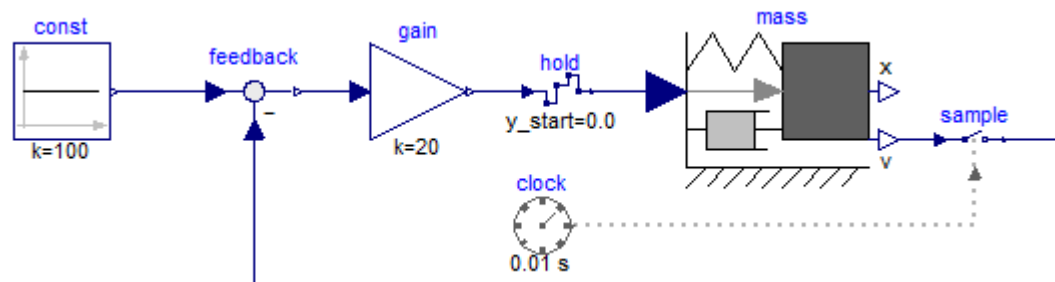 const
k=100
feedback
−
gain
k=20
hold
y_start=0.0
mass
x
v
sample
clock
0.01 s